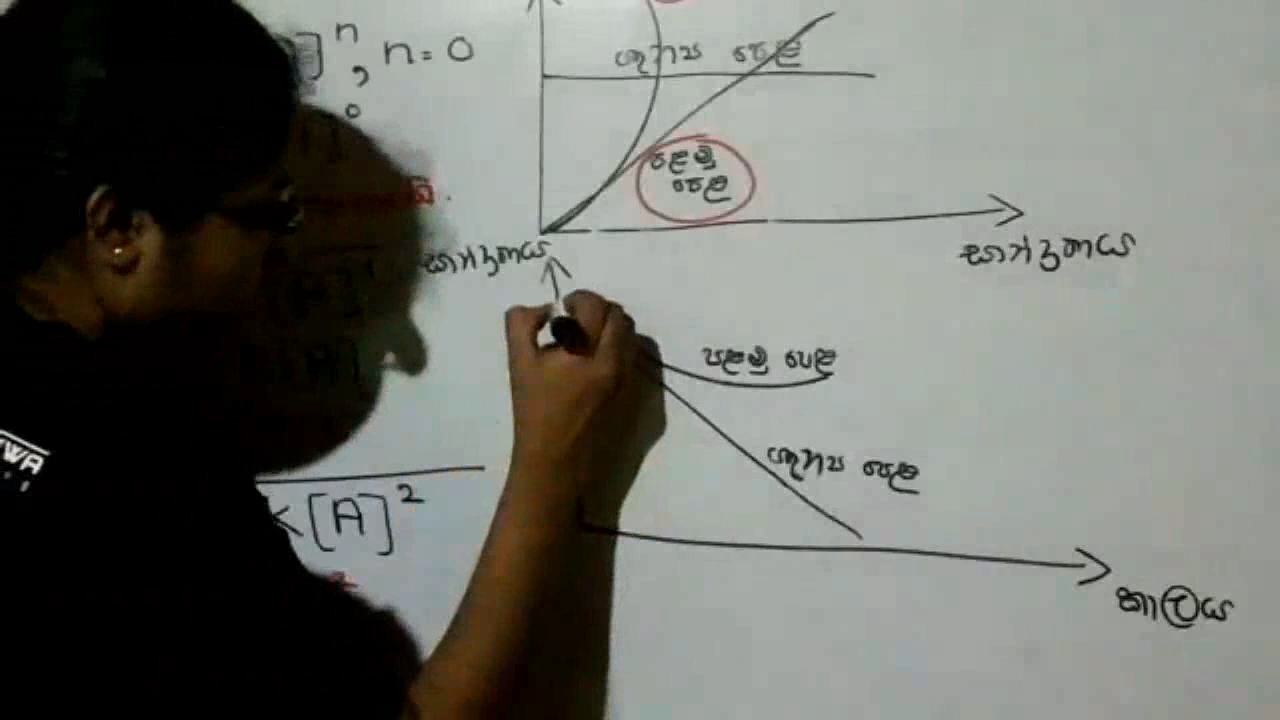 ]ⁿ, n = 0
ශුන්‍ය පෙළ
පළමු
පෙළ
සාන්ද්‍රණය
සාන්ද්‍රණය
පළමු පෙළ
ශුන්‍ය පෙළ
K[A]²
කාලය